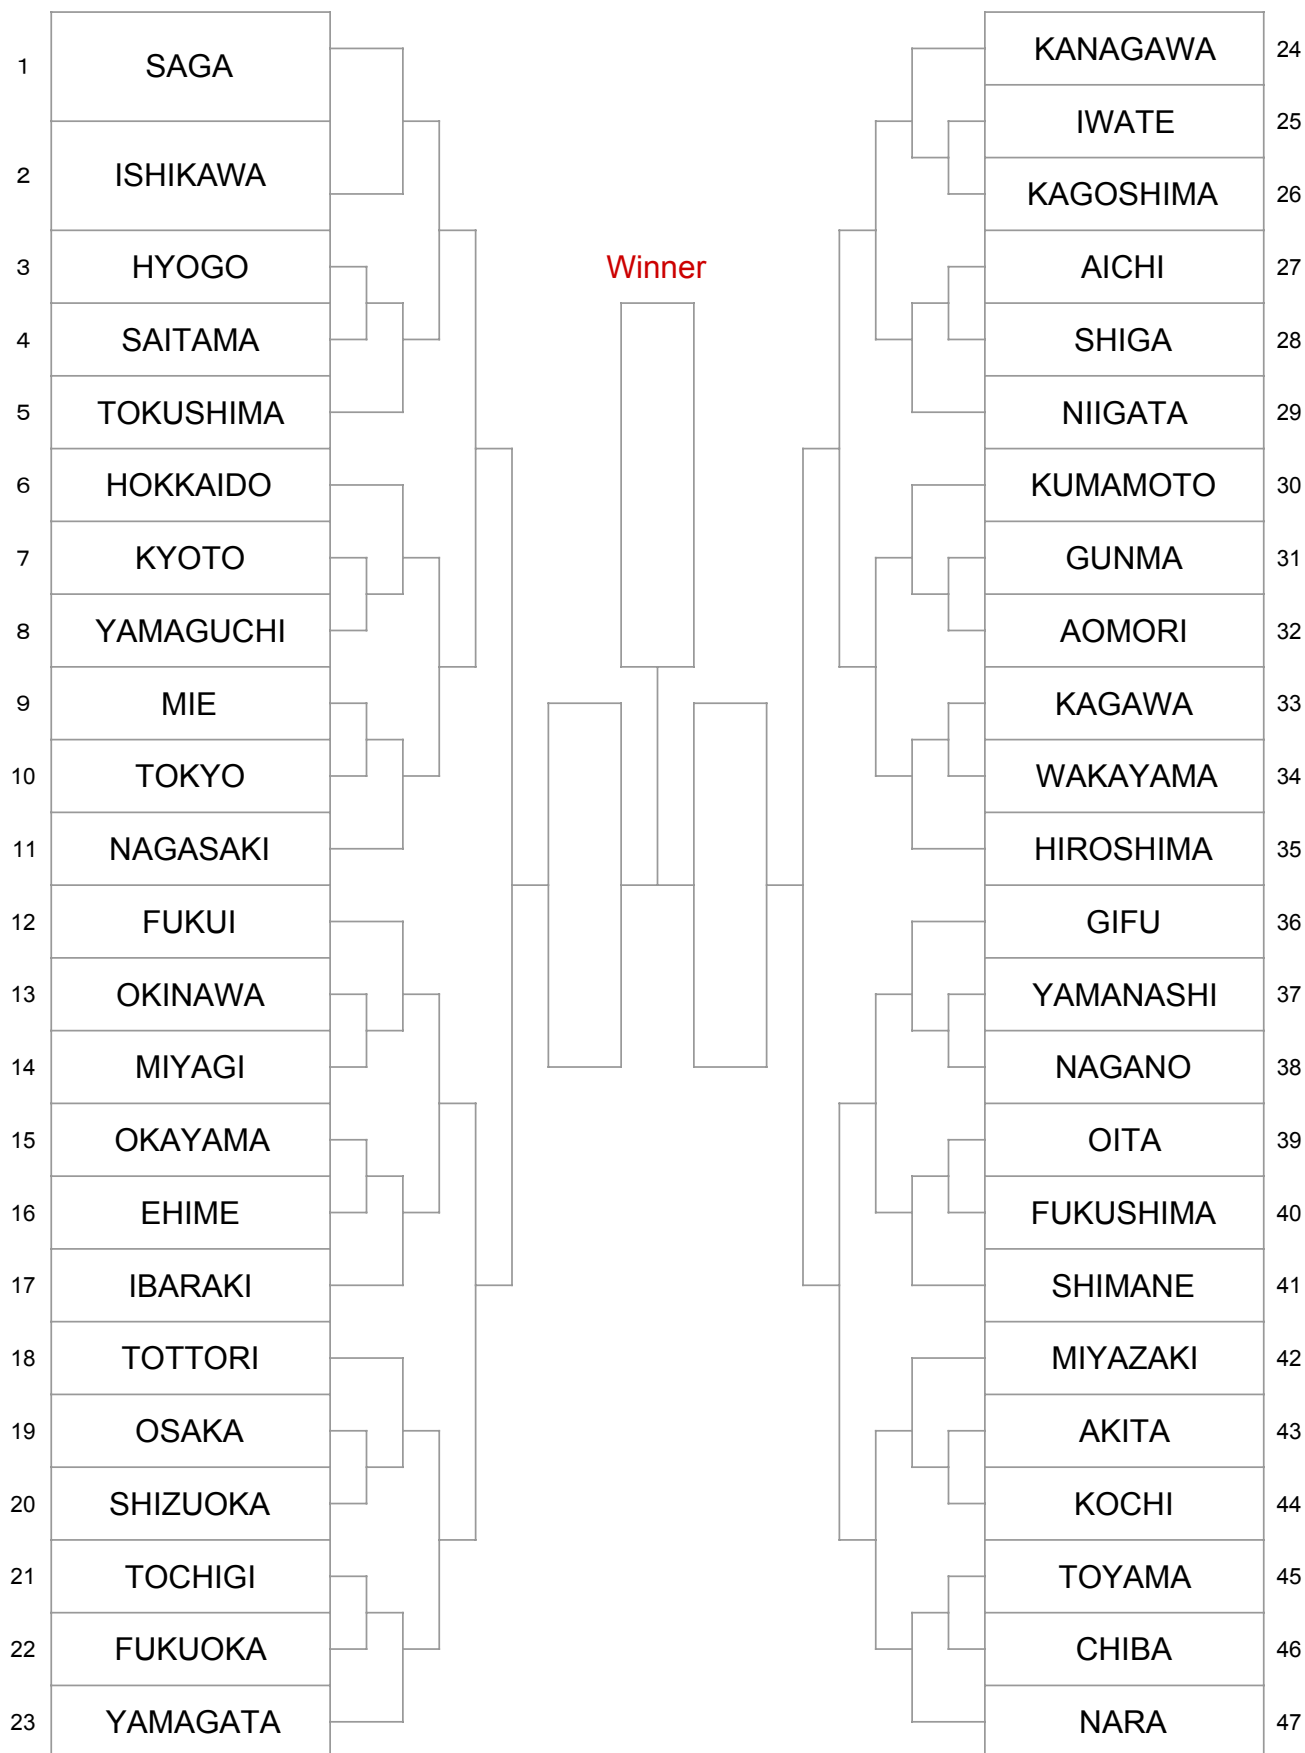 1 SAGA
2 ISHIKAWA
3 HYOGO
4 SAITAMA
5 TOKUSHIMA
6 HOKKAIDO
7 KYOTO
8 YAMAGUCHI
9 MIE
10 TOKYO
11 NAGASAKI
12 FUKUI
13 OKINAWA
14 MIYAGI
15 OKAYAMA
16 EHIME
17 IBARAKI
18 TOTTORI
19 OSAKA
20 SHIZUOKA
21 TOCHIGI
22 FUKUOKA
23 YAMAGATA
Winner
KANAGAWA 24
IWATE 25
KAGOSHIMA 26
AICHI 27
SHIGA 28
NIIGATA 29
KUMAMOTO 30
GUNMA 31
AOMORI 32
KAGAWA 33
WAKAYAMA 34
HIROSHIMA 35
GIFU 36
YAMANASHI 37
NAGANO 38
OITA 39
FUKUSHIMA 40
SHIMANE 41
MIYAZAKI 42
AKITA 43
KOCHI 44
TOYAMA 45
CHIBA 46
NARA 47